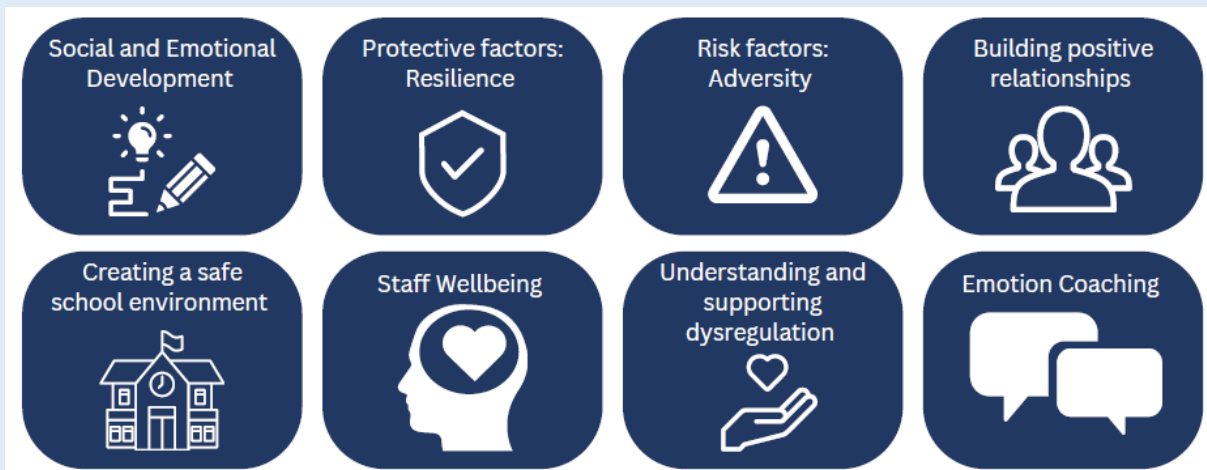 Social and Emotional
Development
Protective factors:
Resilience
Risk factors:
Adversity
Building positive
relationships
Creating a safe
school environment
Staff Wellbeing
Understanding and
supporting
dysregulation
Emotion Coaching